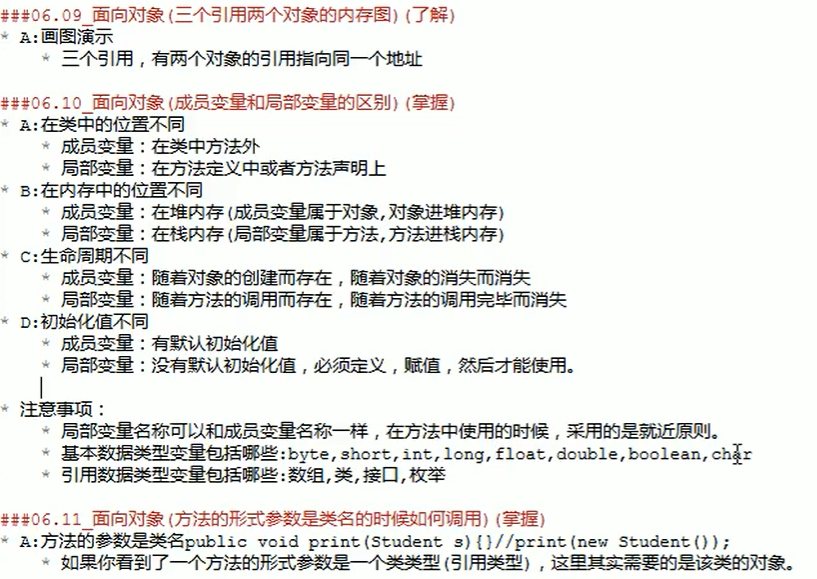 ###06.09_面向对象(三个引用两个对象的内存图)(了解)
* A:画图演示
* 三个引用，有两个对象的引用指向同一个地址
###06.10_面向对象(成员变量和局部变量的区别)(掌握)
* A:在类中的位置不同
* 成员变量：在类中方法外
* 局部变量：在方法定义中或者方法声明上
* B:在内存中的位置不同
* 成员变量：在堆内存(成员变量属于对象,对象进堆内存)
* 局部变量：在栈内存(局部变量属于方法,方法进栈内存)
* C:生命周期不同
* 成员变量：随着对象的创建而存在，随着对象的消失而消失
* 局部变量：随着方法的调用而存在，随着方法的调用完毕而消失
* D:初始化值不同
* 成员变量：有默认初始化值
* 局部变量：没有默认初始化值，必须定义，赋值，然后才能使用。
* 注意事项：
* 局部变量名称可以和成员变量名称一样，在方法中使用的时候，采用的是就近原则。
* 基本数据类型变量包括哪些:byte,short,int,long,float,double,boolean,char
* 引用数据类型变量包括哪些:数组,类,接口,枚举
###06.11_面向对象(方法的形式参数是类名的时候如何调用)(掌握)
* A:方法的参数是类名public void print(Student s){}//print(new Student());
* 如果你看到了一个方法的形式参数是一个类类型(引用类型)，这里其实需要的是该类的对象。